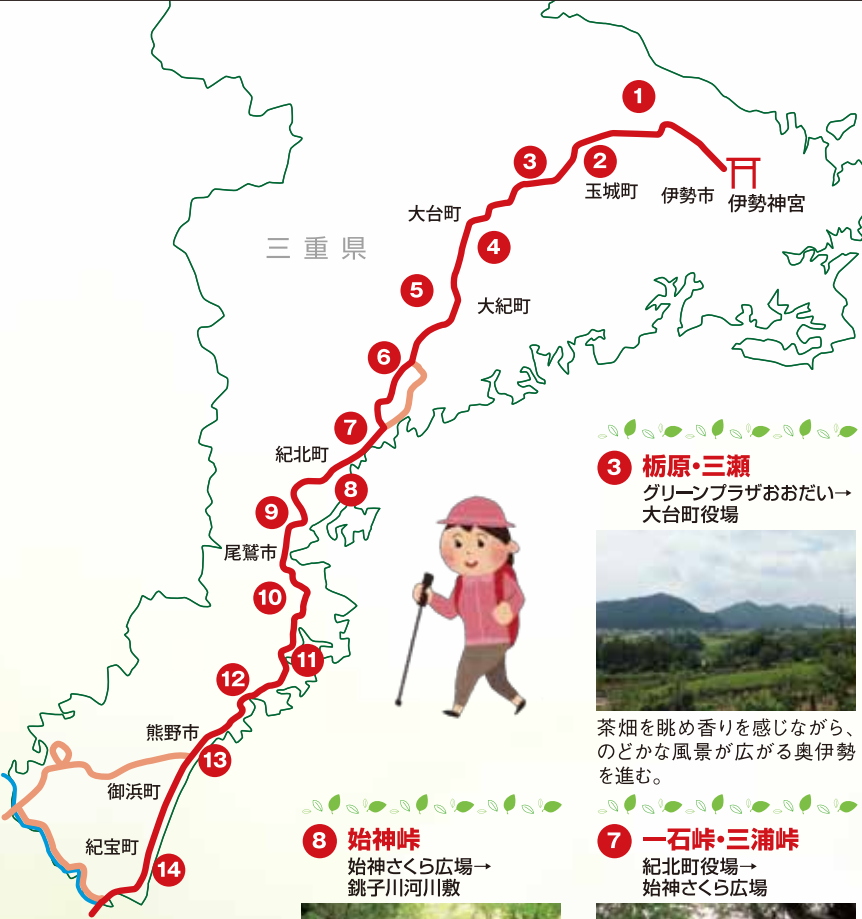 1
3
2
玉城町
伊勢市
伊勢神宮
大台町
三重県
4
5
大紀町
6
7
紀北町
8
9
尾鷲市
10
11
12
熊野市
13
御浜町
紀宝町
14
3 栃原・三瀬
グリーンプラザおおだい→
大台町役場
茶畑を眺め香りを感じながら、
のどかな風景が広がる奥伊勢
を進む。
8 始神峠
始神さくら広場→
銚子川河川敷
7 一石峠・三浦峠
紀北町役場→
始神さくら広場